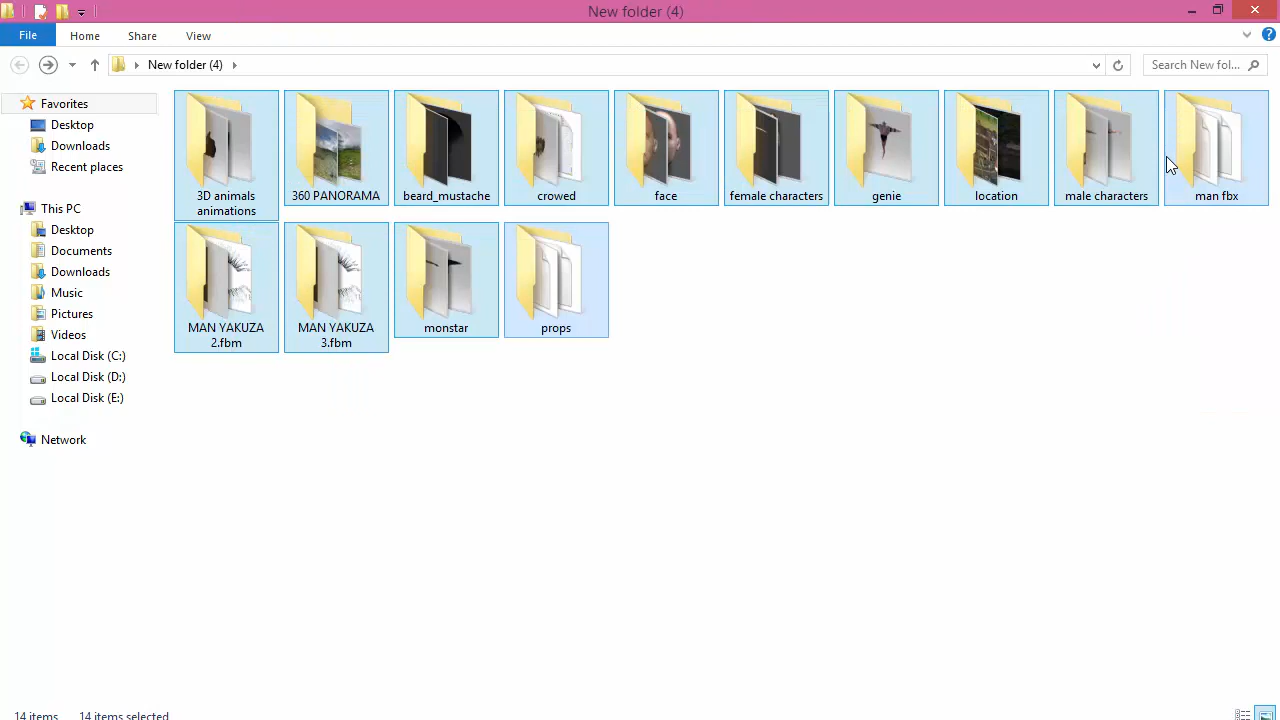 New folder (4)
File
Home
Share
View
New folder (4)
Search New fol...
Favorites
Desktop
Downloads
Recent places
This PC
Desktop
Documents
Downloads
Music
Pictures
Videos
Local Disk (C:)
Local Disk (D:)
Local Disk (E:)
Network
3D animals
animations
360 PANORAMA
beard_mustache
crowed
face
female characters
genie
location
male characters
man fbx
MAN YAKUZA
2.fbm
MAN YAKUZA
3.fbm
monstar
props
14 items
14 items selected